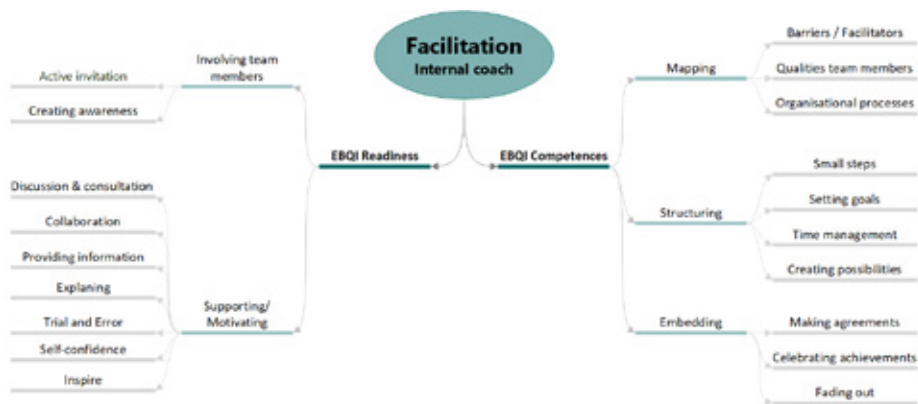 Facilitation
Internal coach
EBQI Readiness
Involving team
members
Active invitation
Creating awareness
Supporting/
Motivating
Discussion & consultation
Collaboration
Providing information
Explaning
Trial and Error
Self-confidence
Inspire
EBQI Competences
Mapping
Barriers / Facilitators
Qualities team members
Organisational processes
Structuring
Small steps
Setting goals
Time management
Creating possibilities
Embedding
Making agreements
Celebrating achievements
Fading out